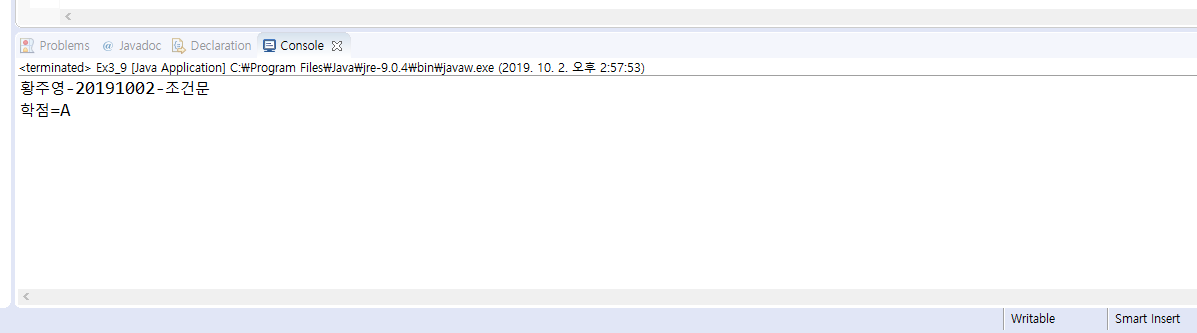 Problems @ Javadoc Declaration Console
<terminated> Ex3_9 [Java Application] C:₩Program Files₩Java₩jre-9.0.4₩bin₩javaw.exe (2019. 10. 2. 오후 2:57:53)
황주영-20191002-조건문
학점=A
Writable Smart Insert